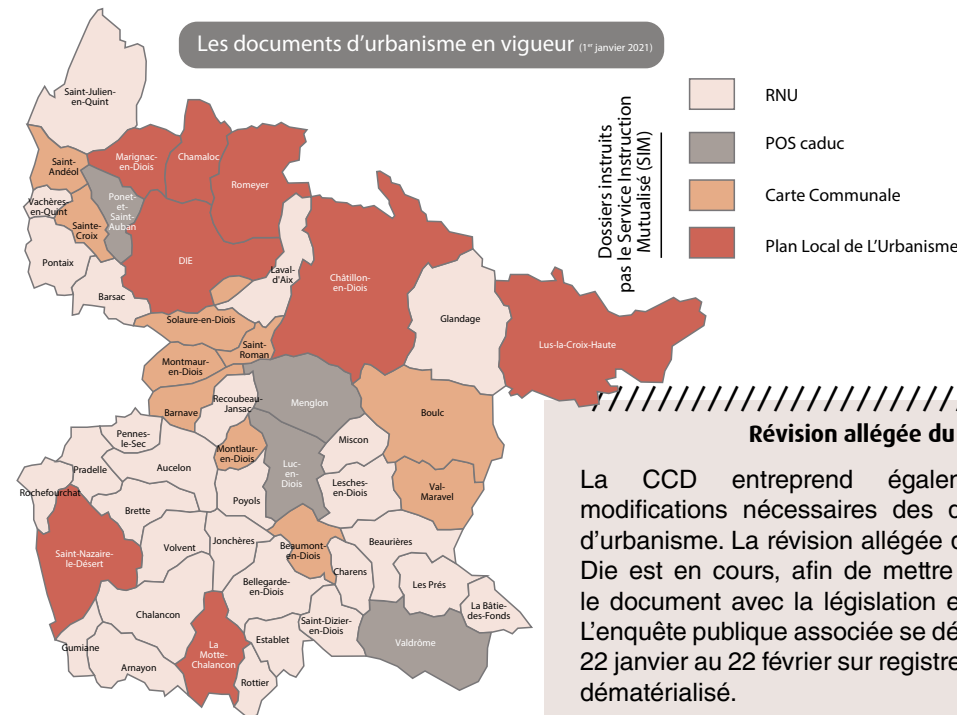 Les documents d'urbanisme en vigueur (1er janvier 2021)
RNU
POS caduc
Carte Communale
Plan Local de L'Urbanisme
Dossiers instruits
pas le Service Instruction
Mutualisé (SIM)
Saint-Julien-
en-Quint
Saint-
Andéol
Marignac-
en-Diois
Chamaloc
Romeyer
Vachères-
en-Quint
Ponet-
et-
Saint-
Auban
Sainte-
Croix
Pontaix
Barsac
DIE
Laval-
d'Aix
Châtillon-
en-Diois
Glandage
Lus-la-Croix-Haute
Solaure-en-Diois
Saint-
Roman
Montmaur-
en-Diois
Barnave
Recoubeau-
Jansac
Menglon
Boulc
Pennes-
le-Sec
Montlaur-
en-Diois
Miscon
Pradelle
Aucelon
Luc-
en-
Diois
Lesches-
en-Diois
Val-
Maravel
Rochefourchat
Brette
Poyols
Saint-Nazaire-
le-Désert
Volvent
Jonchères
Beaumont-
en-Diois
Beaurières
Charens
Bellegarde-
en-Diois
Les Prés
La Bâtie-
des-Fonds
Chalancon
Saint-Dizier-
en-Diois
Valdrôme
Gumiane
Arnayon
La
Motte-
Chalancon
Establet
Rottier
Révision allégée du
La CCD entreprend égaler
modifications nécessaires des d
d'urbanisme. La révision allégée d
Die est en cours, afin de mettre
le document avec la législation e
L'enquête publique associée se dé
22 janvier au 22 février sur registre
dématérialisé.